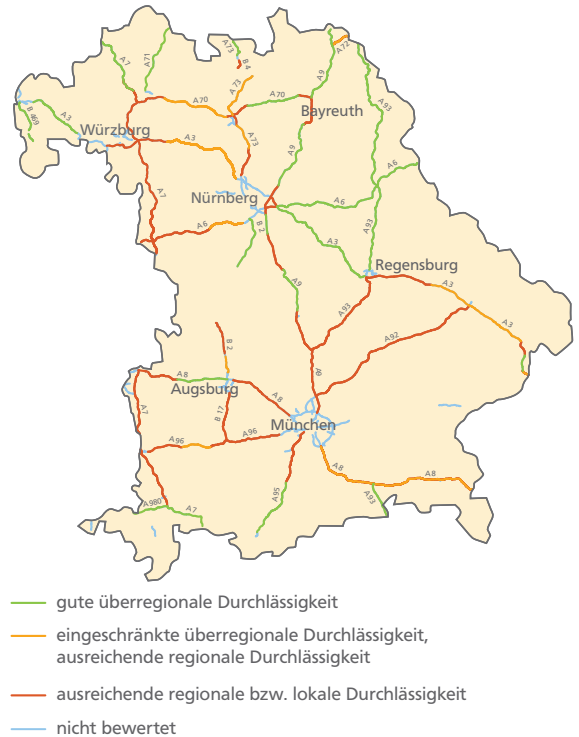 A73
B 4
A72
A7
A71
A9
A73
A70
A70
A93
B 469
A3
Würzburg
Bayreuth
A3
A73
A9
A6
A7
Nürnberg
A6
A6
B 2
A3
A93
Regensburg
A9
A93
A3
A3
A92
B 2
A9
A8
Augsburg
A8
A7
B 17
München
A96
A96
A8
A8
A95
A93
A980
A7
gute überregionale Durchlässigkeit
eingeschränkte überregionale Durchlässigkeit,
ausreichende regionale Durchlässigkeit
ausreichende regionale bzw. lokale Durchlässigkeit
nicht bewertet